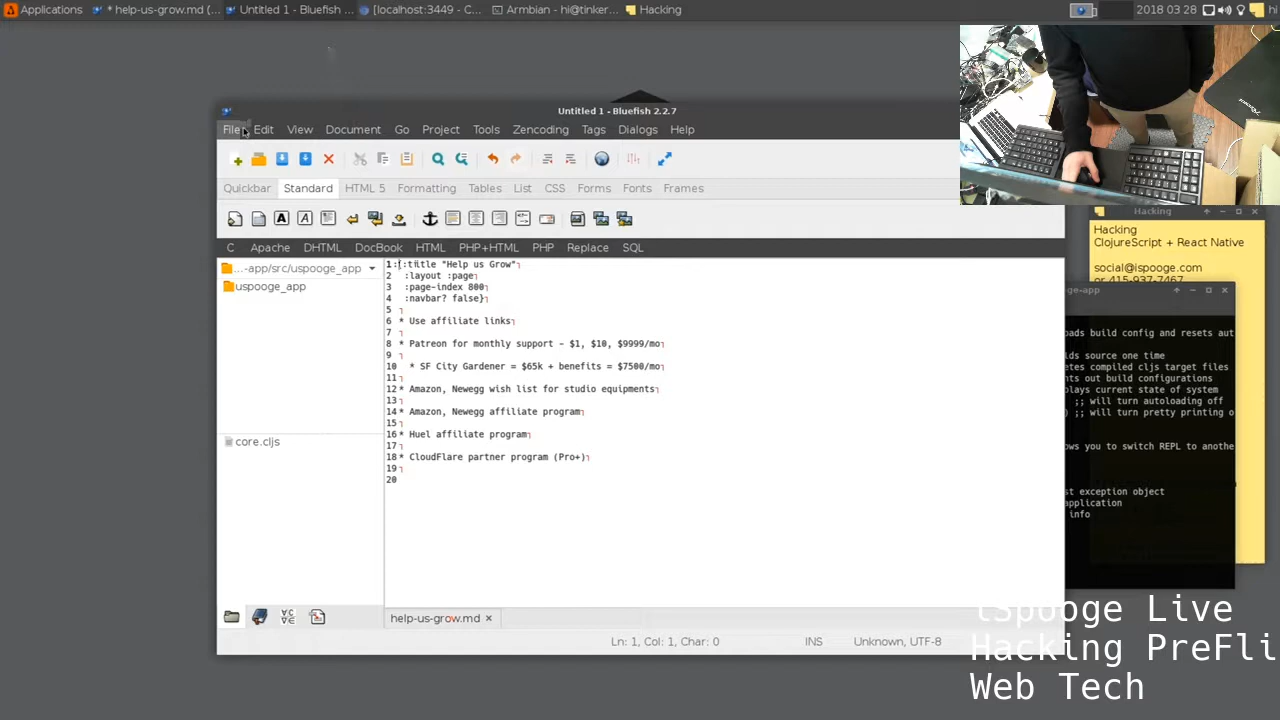 Applications
* help-us-grow.md (...
Untitled 1 - Bluefish ...
[localhost:3449 - C...
Armbian - hi@tinker...
Hacking
2018 03 28
hi
Untitled 1 - Bluefish 2.2.7
File Edit View Document Go Project Tools Zencoding Tags Dialogs Help
Quickbar Standard HTML 5 Formatting Tables List CSS Forms Fonts Frames
C Apache DHTML DocBook HTML PHP+HTML PHP Replace SQL
...-app/src/uspooge_app
uspooge_app
core.cljs
1 {:title "Help us Grow"
2 :layout :page
3 :page-index 800
4 :navbar? false}
5
6 * Use affiliate links
7
8 * Patreon for monthly support - $1, $10, $9999/mo
9
10 * SF City Gardener = $65k + benefits = $7500/mo
11
12 * Amazon, Newegg wish list for studio equipments
13
14 * Amazon, Newegg affiliate program
15
16 * Huel affiliate program
17
18 * CloudFlare partner program (Pro+)
19
20
help-us-grow.md
Ln: 1, Col: 1, Char: 0
INS
Unknown, UTF-8
Hacking
Hacking
ClojureScript + React Native
social@ispooge.com
or 415-937-7467
ge-app
oads build config and resets aut
lds source one time
etes compiled cljs target files
nts out build configurations
plays current state of system
) ;; will turn autoloading off
) ;; will turn pretty printing o
ows you to switch REPL to anothe
st exception object
application
info
iSpooge Live
Hacking PreFli
Web Tech